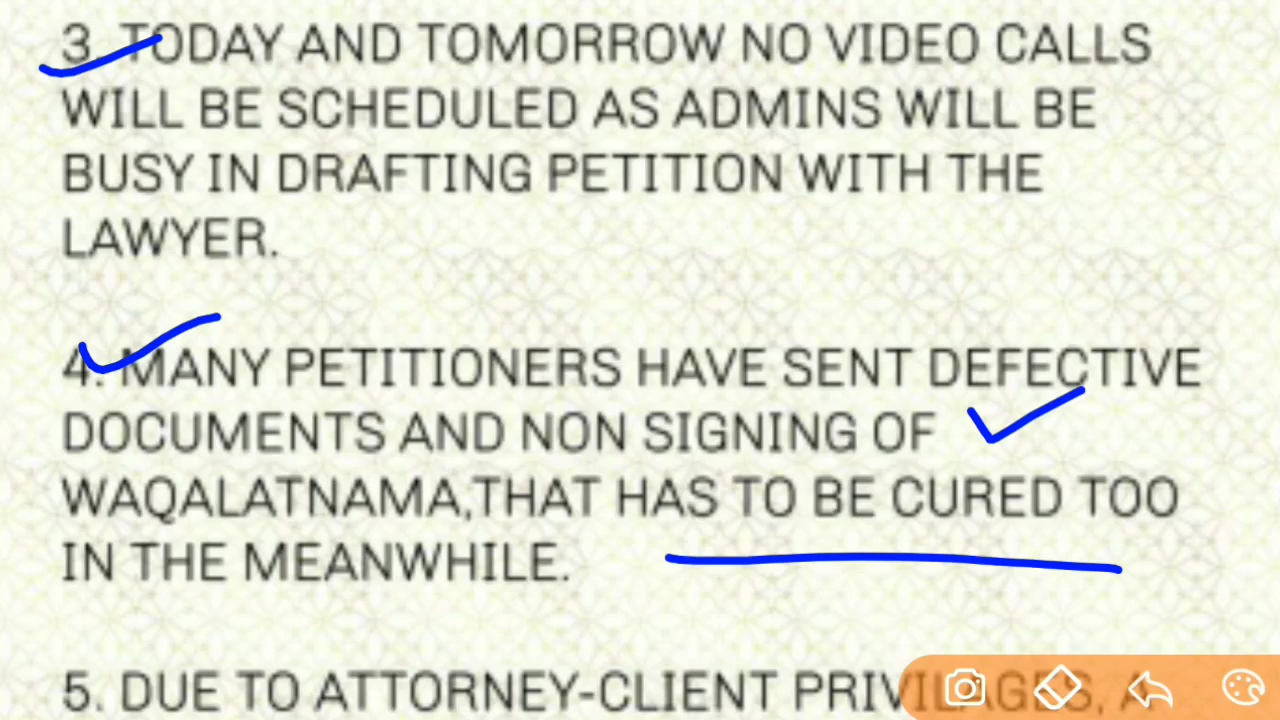 3. TODAY AND TOMORROW NO VIDEO CALLS
WILL BE SCHEDULED AS ADMINS WILL BE
BUSY IN DRAFTING PETITION WITH THE
LAWYER.
4. MANY PETITIONERS HAVE SENT DEFECTIVE
DOCUMENTS AND NON SIGNING OF
WAQALATNAMA,THAT HAS TO BE CURED TOO
IN THE MEANWHILE.
5. DUE TO ATTORNEY-CLIENT PRIVILAGES, A